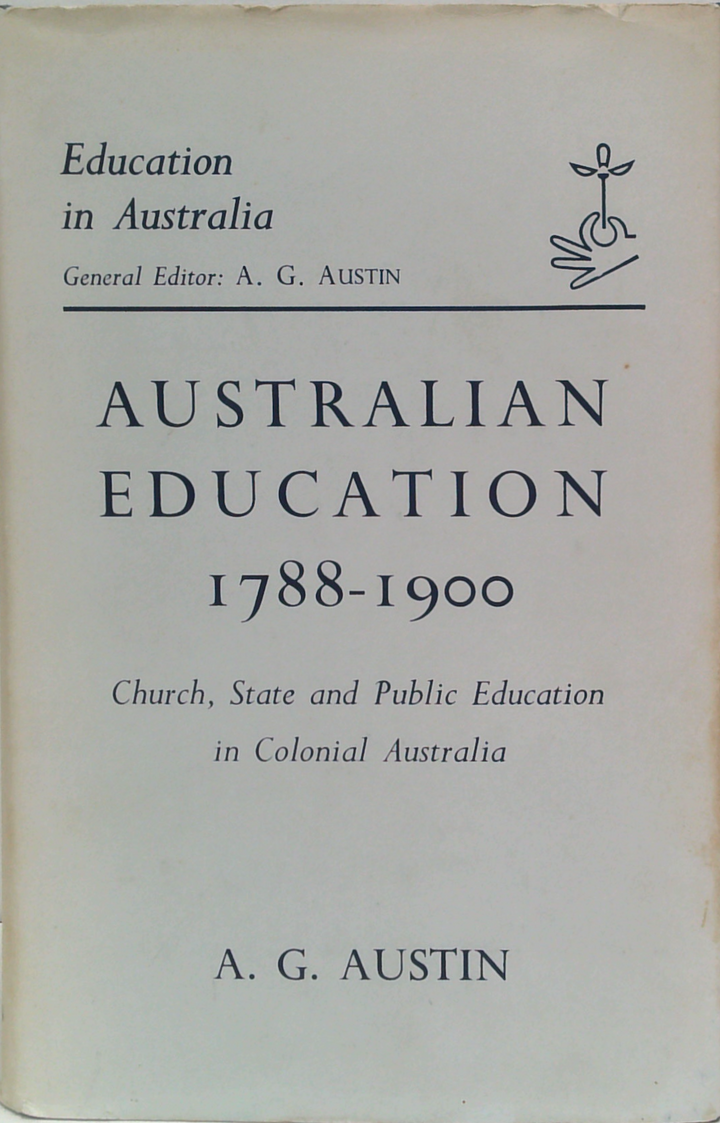 Education
in Australia
General Editor: A. G. AUSTIN
AUSTRALIAN
EDUCATION
1788-1900
Church, State and Public Education
in Colonial Australia
A. G. AUSTIN